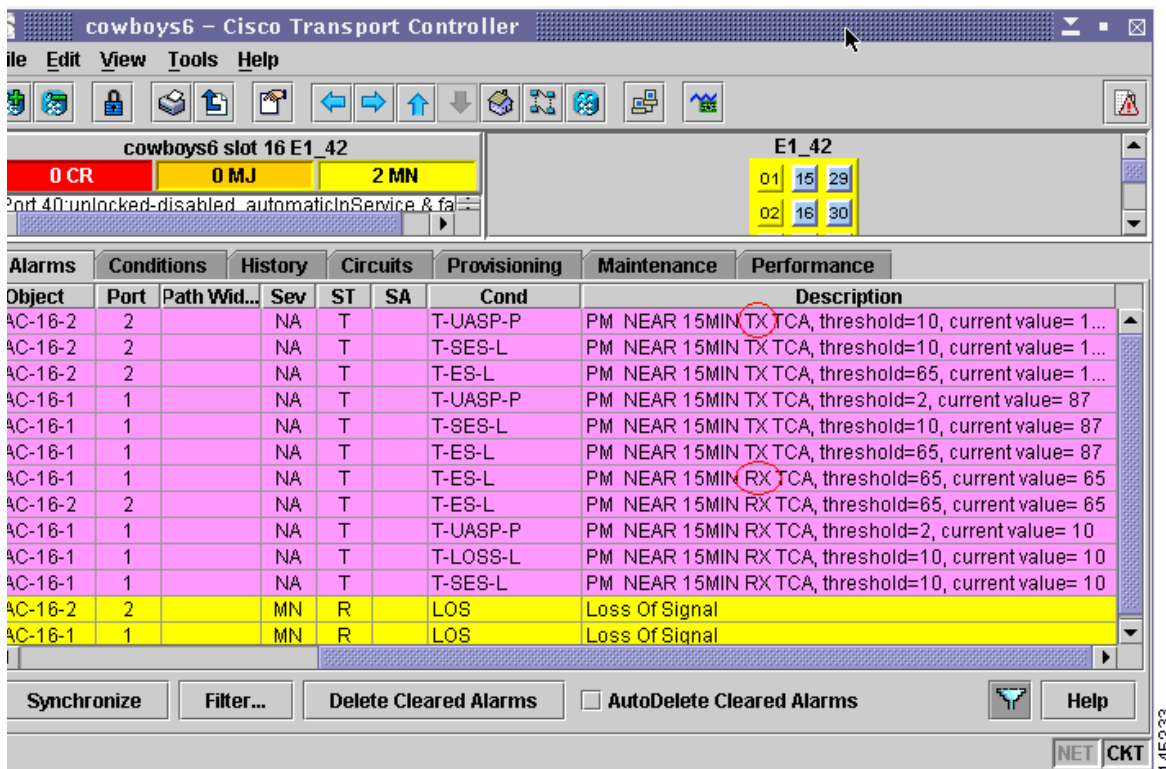 cowboys6 – Cisco Transport Controller
ile Edit View Tools Help
cowboys6 slot 16 E1_42
0 CR 0 MJ 2 MN
Port 40:unlocked-disabled, automaticInService & fa
E1_42
01 15 29
02 16 30
Alarms Conditions History Circuits Provisioning Maintenance Performance
Object Port Path Wid... Sev ST SA Cond Description
AC-16-2 2 NA T T-UASP-P PM NEAR 15MIN TX TCA, threshold=10, current value= 1...
AC-16-2 2 NA T T-SES-L PM NEAR 15MIN TX TCA, threshold=10, current value= 1...
AC-16-2 2 NA T T-ES-L PM NEAR 15MIN TX TCA, threshold=65, current value= 1...
AC-16-1 1 NA T T-UASP-P PM NEAR 15MIN TX TCA, threshold=2, current value= 87
AC-16-1 1 NA T T-SES-L PM NEAR 15MIN TX TCA, threshold=10, current value= 87
AC-16-1 1 NA T T-ES-L PM NEAR 15MIN TX TCA, threshold=65, current value= 87
AC-16-1 1 NA T T-ES-L PM NEAR 15MIN RX TCA, threshold=65, current value= 65
AC-16-2 2 NA T T-ES-L PM NEAR 15MIN RX TCA, threshold=65, current value= 65
AC-16-1 1 NA T T-UASP-P PM NEAR 15MIN RX TCA, threshold=2, current value= 10
AC-16-1 1 NA T T-LOSS-L PM NEAR 15MIN RX TCA, threshold=10, current value= 10
AC-16-1 1 NA T T-SES-L PM NEAR 15MIN RX TCA, threshold=10, current value= 10
AC-16-2 2 MN R LOS Loss Of Signal
AC-16-1 1 MN R LOS Loss Of Signal
Synchronize Filter... Delete Cleared Alarms AutoDelete Cleared Alarms Help
NET CKT
145233